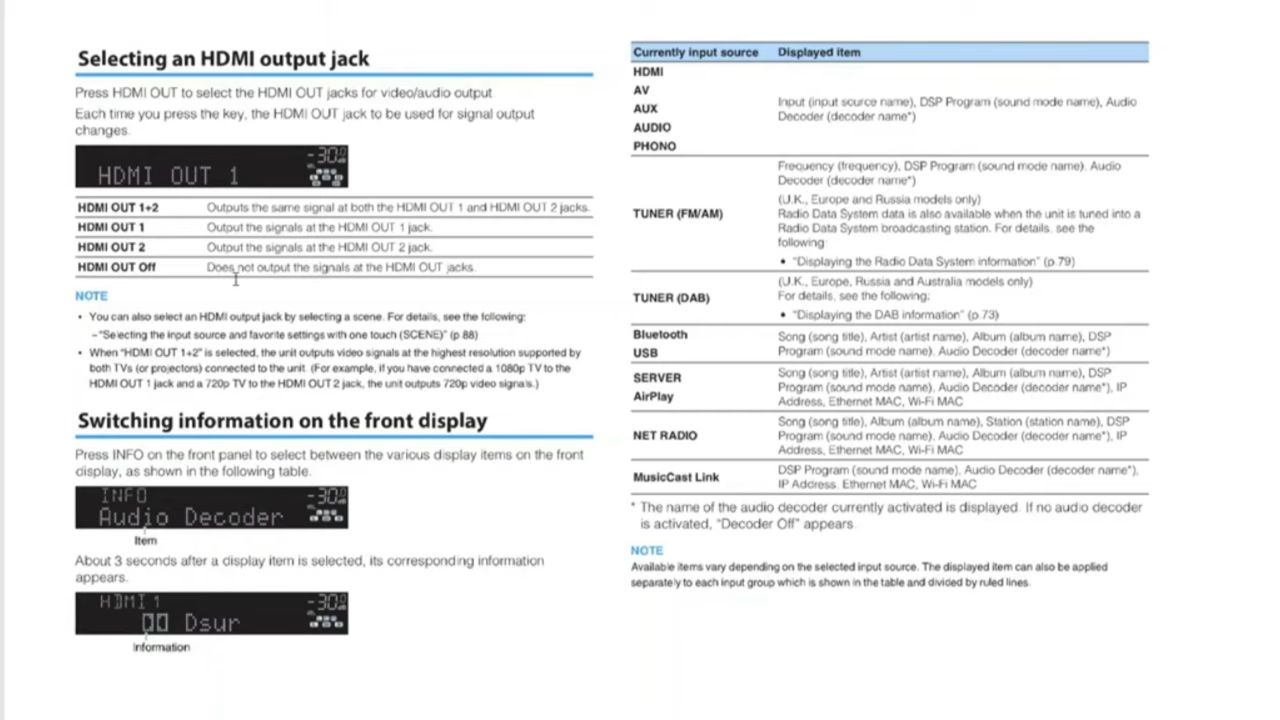 Selecting an HDMI output jack
Press HDMI OUT to select the HDMI OUT jacks for video/audio output
Each time you press the key, the HDMI OUT jack to be used for signal output
changes.
-30.0
HDMI OUT 1
HDMI OUT 1+2 Outputs the same signal at both the HDMI OUT 1 and HDMI OUT 2 jacks.
HDMI OUT 1 Output the signals at the HDMI OUT 1 jack.
HDMI OUT 2 Output the signals at the HDMI OUT 2 jack.
HDMI OUT Off Does not output the signals at the HDMI OUT jacks.
NOTE
• You can also select an HDMI output jack by selecting a scene. For details, see the following:
–"Selecting the input source and favorite settings with one touch (SCENE)" (p 88)
• When "HDMI OUT 1+2" is selected, the unit outputs video signals at the highest resolution supported by
both TVs (or projectors) connected to the unit. (For example, if you have connected a 1080p TV to the
HDMI OUT 1 jack and a 720p TV to the HDMI OUT 2 jack, the unit outputs 720p video signals.)
Switching information on the front display
Press INFO on the front panel to select between the various display items on the front
display, as shown in the following table.
INFO -30.0
Audio Decoder
Item
About 3 seconds after a display item is selected, its corresponding information
appears.
HDMI 1 -30.0
Dsur
Information
Currently input source Displayed item
HDMI
AV
AUX
AUDIO
PHONO
Input (input source name), DSP Program (sound mode name), Audio
Decoder (decoder name*)
TUNER (FM/AM)
Frequency (frequency), DSP Program (sound mode name), Audio
Decoder (decoder name*)
(U.K., Europe and Russia models only)
Radio Data System data is also available when the unit is tuned into a
Radio Data System broadcasting station. For details, see the
following:
• "Displaying the Radio Data System information" (p.79)
TUNER (DAB)
(U.K., Europe, Russia and Australia models only)
For details, see the following:
• "Displaying the DAB information" (p.73)
Bluetooth
USB
Song (song title), Artist (artist name), Album (album name), DSP
Program (sound mode name), Audio Decoder (decoder name*)
SERVER
AirPlay
Song (song title), Artist (artist name), Album (album name), DSP
Program (sound mode name), Audio Decoder (decoder name*), IP
Address, Ethernet MAC, Wi-Fi MAC
NET RADIO
Song (song title), Album (album name), Station (station name), DSP
Program (sound mode name), Audio Decoder (decoder name*), IP
Address, Ethernet MAC, Wi-Fi MAC
MusicCast Link
DSP Program (sound mode name), Audio Decoder (decoder name*),
IP Address, Ethernet MAC, Wi-Fi MAC
* The name of the audio decoder currently activated is displayed. If no audio decoder
is activated, "Decoder Off" appears.
NOTE
Available items vary depending on the selected input source. The displayed item can also be applied
separately to each input group which is shown in the table and divided by ruled lines.